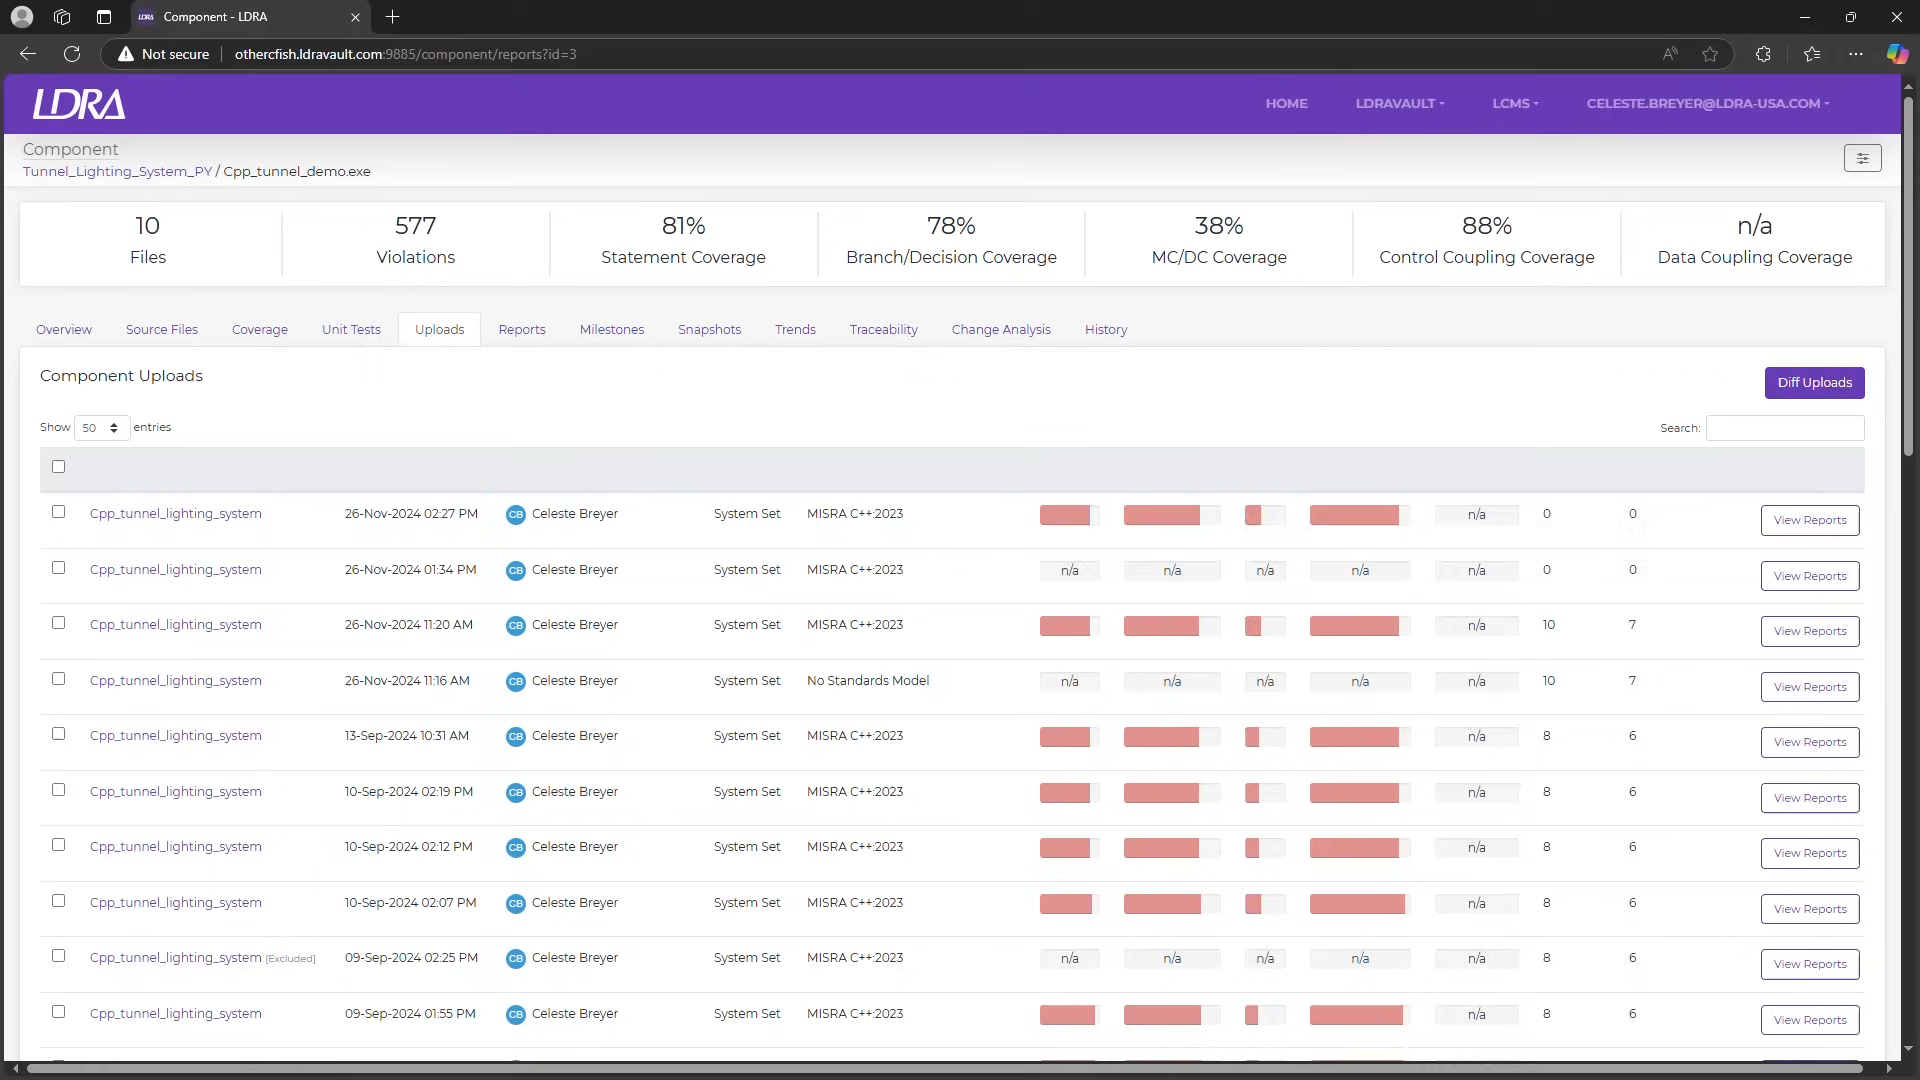 Component - LDRA
Not secure othercfish.ldravault.com:9885/component/reports?id=3
LDRA
HOME LDRAVAULT LCMS CELESTE.BREYER@LDRA-USA.COM
Component
Tunnel_Lighting_System_PY / Cpp_tunnel_demo.exe
10 577 81% 78% 38% 88% n/a
Files Violations Statement Coverage Branch/Decision Coverage MC/DC Coverage Control Coupling Coverage Data Coupling Coverage
Overview Source Files Coverage Unit Tests Uploads Reports Milestones Snapshots Trends Traceability Change Analysis History
Component Uploads
Diff Uploads
Show 50 entries Search:
Cpp_tunnel_lighting_system 26-Nov-2024 02:27 PM CB Celeste Breyer System Set MISRA C++:2023 n/a 0 0 View Reports
Cpp_tunnel_lighting_system 26-Nov-2024 01:34 PM CB Celeste Breyer System Set MISRA C++:2023 n/a n/a n/a n/a n/a 0 0 View Reports
Cpp_tunnel_lighting_system 26-Nov-2024 11:20 AM CB Celeste Breyer System Set MISRA C++:2023 n/a 10 7 View Reports
Cpp_tunnel_lighting_system 26-Nov-2024 11:16 AM CB Celeste Breyer System Set No Standards Model n/a n/a n/a n/a n/a 10 7 View Reports
Cpp_tunnel_lighting_system 13-Sep-2024 10:31 AM CB Celeste Breyer System Set MISRA C++:2023 n/a 8 6 View Reports
Cpp_tunnel_lighting_system 10-Sep-2024 02:19 PM CB Celeste Breyer System Set MISRA C++:2023 n/a 8 6 View Reports
Cpp_tunnel_lighting_system 10-Sep-2024 02:12 PM CB Celeste Breyer System Set MISRA C++:2023 n/a 8 6 View Reports
Cpp_tunnel_lighting_system 10-Sep-2024 02:07 PM CB Celeste Breyer System Set MISRA C++:2023 n/a 8 6 View Reports
Cpp_tunnel_lighting_system [Excluded] 09-Sep-2024 02:25 PM CB Celeste Breyer System Set MISRA C++:2023 n/a n/a n/a n/a n/a 8 6 View Reports
Cpp_tunnel_lighting_system 09-Sep-2024 01:55 PM CB Celeste Breyer System Set MISRA C++:2023 n/a 8 6 View Reports